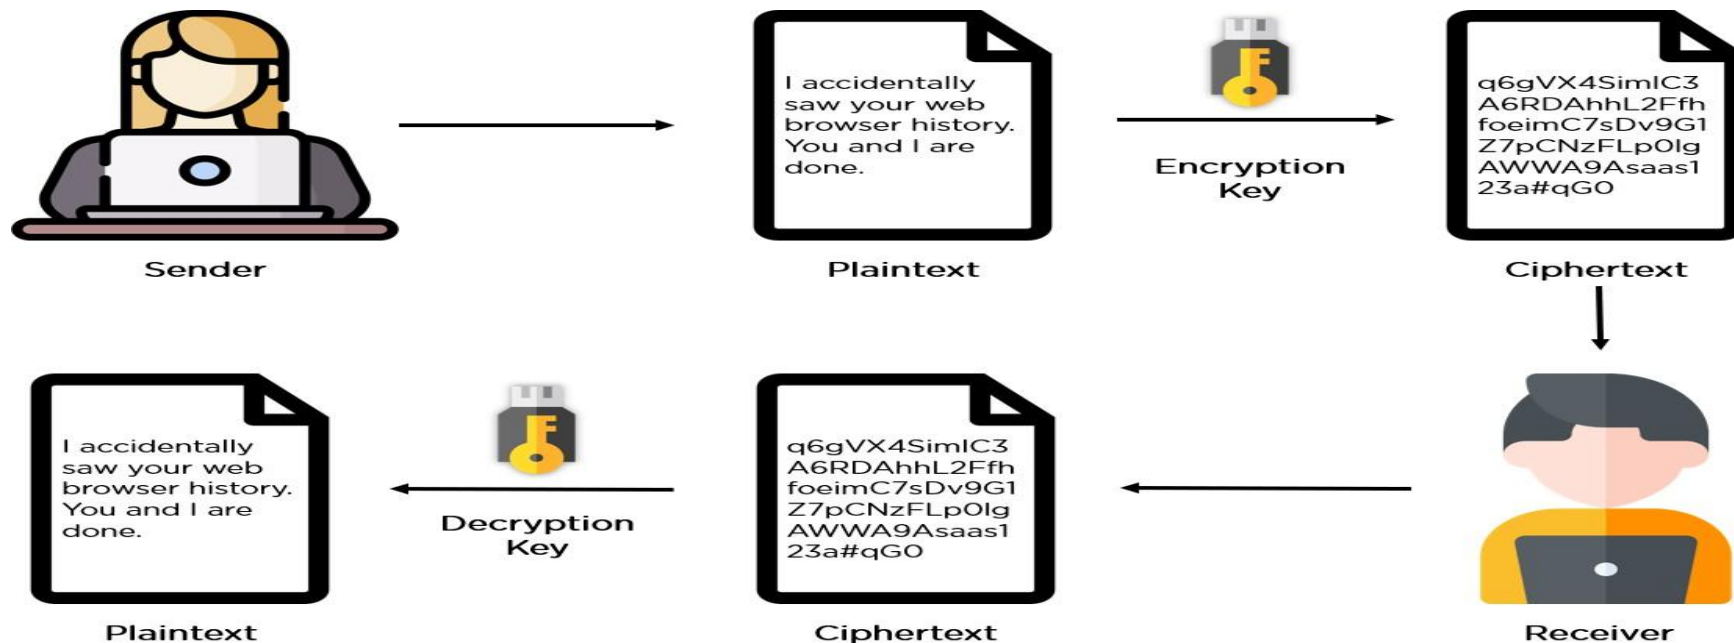 I accidentally
saw your web
browser history.
You and I are
done.
Encryption
Key
q6gVX4SimIC3
A6RDAhhL2Ffh
foeimC7sDv9G1
Z7pCNzFLp0Ig
AWWA9Asaas1
23a#qG0
Sender
Plaintext
Ciphertext
I accidentally
saw your web
browser history.
You and I are
done.
Decryption
Key
q6gVX4SimIC3
A6RDAhhL2Ffh
foeimC7sDv9G1
Z7pCNzFLp0Ig
AWWA9Asaas1
23a#qG0
Plaintext
Ciphertext
Receiver